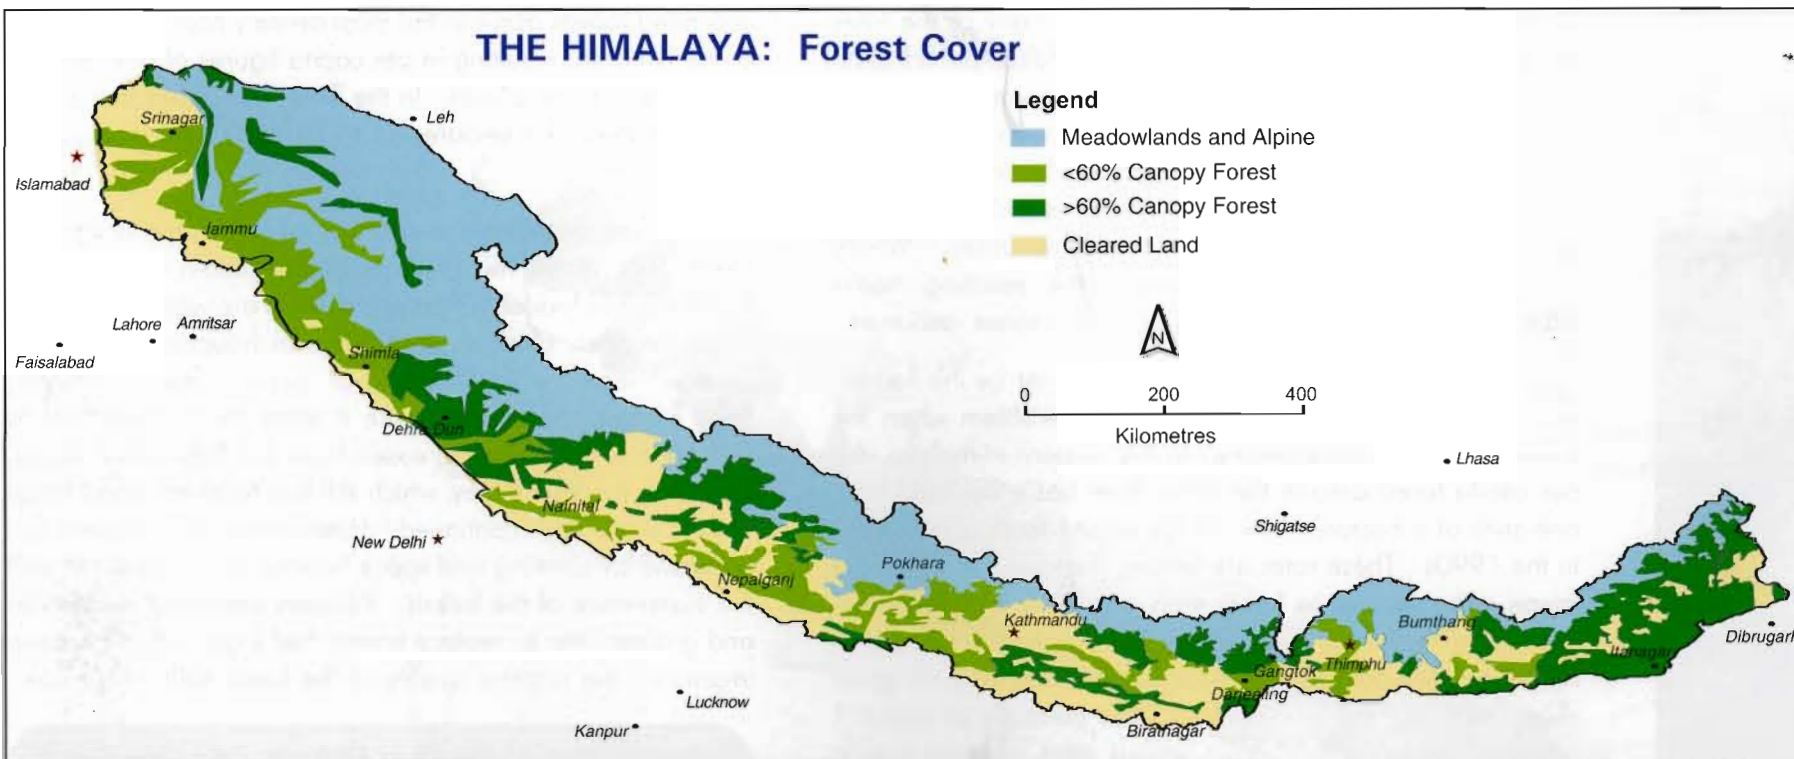 THE HIMALAYA: Forest Cover
Legend
Meadowlands and Alpine
<60% Canopy Forest
>60% Canopy Forest
Cleared Land
N
0 200 400
Kilometres
Srinagar
Leh
Islamabad
Jammu
Lahore
Amritsar
Faisalabad
Shimla
Dehra Dun
Nainital
New Delhi
Nepalganj
Pokhara
Lhasa
Shigatse
Kathmandu
Bumthang
Thimphu
Gangtok
Darjeeling
Itanagar
Dibrugarh
Biratnagar
Lucknow
Kanpur